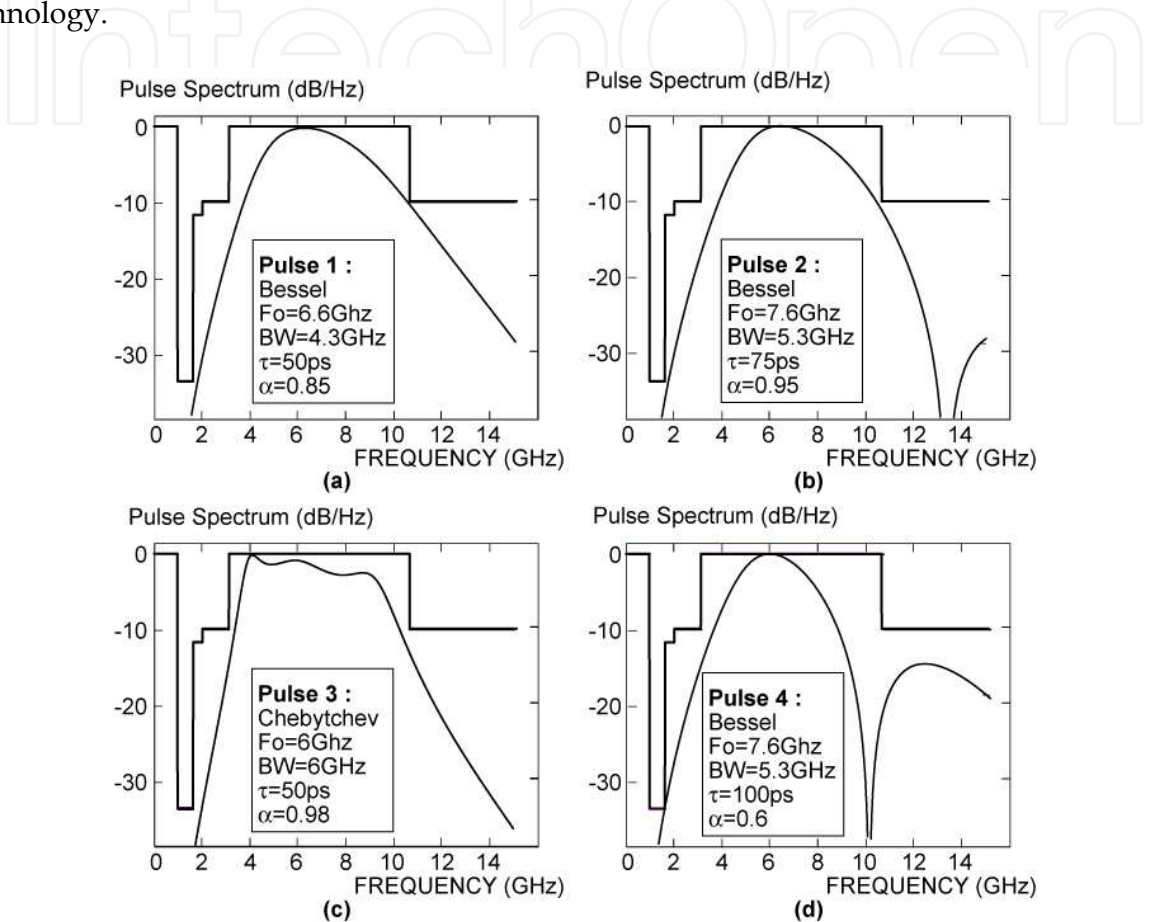 hnology.
IntechOpen
Pulse Spectrum (dB/Hz)
0
-10
-20
-30
Pulse 1 :
Bessel
Fo=6.6Ghz
BW=4.3GHz
τ=50ps
α=0.85
0 2 4 6 8 10 12 14
FREQUENCY (GHz)
(a)
Pulse Spectrum (dB/Hz)
0
-10
-20
-30
Pulse 2 :
Bessel
Fo=7.6Ghz
BW=5.3GHz
τ=75ps
α=0.95
0 2 4 6 8 10 12 14
FREQUENCY (GHz)
(b)
Pulse Spectrum (dB/Hz)
0
-10
-20
-30
Pulse 3 :
Chebytchev
Fo=6Ghz
BW=6GHz
τ=50ps
α=0.98
0 2 4 6 8 10 12 14
FREQUENCY (GHz)
(c)
Pulse Spectrum (dB/Hz)
0
-10
-20
-30
Pulse 4 :
Bessel
Fo=7.6Ghz
BW=5.3GHz
τ=100ps
α=0.6
0 2 4 6 8 10 12 14
FREQUENCY (GHz)
(d)